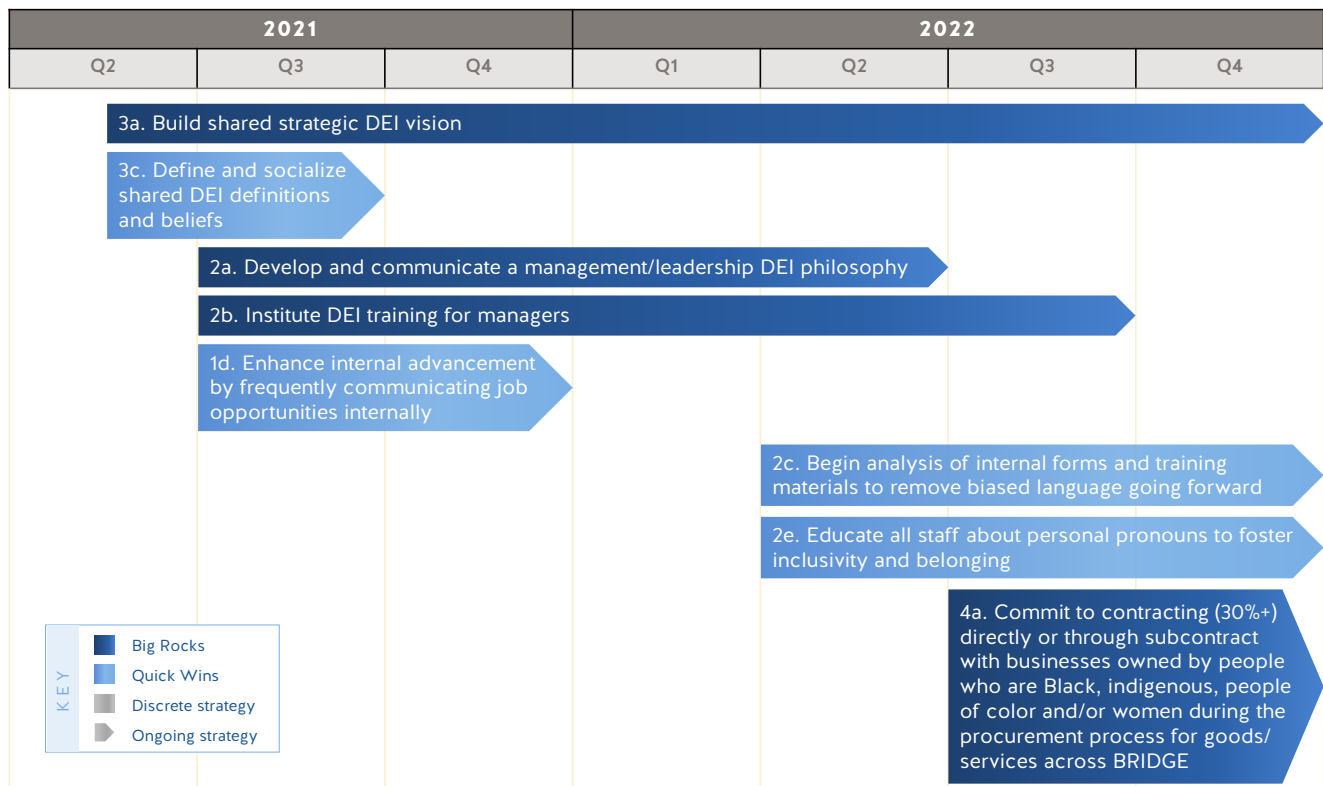 2021
2022
Q2
Q3
Q4
Q1
Q2
Q3
Q4
3a. Build shared strategic DEI vision
3c. Define and socialize
shared DEI definitions
and beliefs
2a. Develop and communicate a management/leadership DEI philosophy
2b. Institute DEI training for managers
1d. Enhance internal advancement
by frequently communicating job
opportunities internally
2c. Begin analysis of internal forms and training
materials to remove biased language going forward
2e. Educate all staff about personal pronouns to foster
inclusivity and belonging
4a. Commit to contracting (30%+)
directly or through subcontract
with businesses owned by people
who are Black, indigenous, people
of color and/or women during the
procurement process for goods/
services across BRIDGE
KEY
Big Rocks
Quick Wins
Discrete strategy
Ongoing strategy